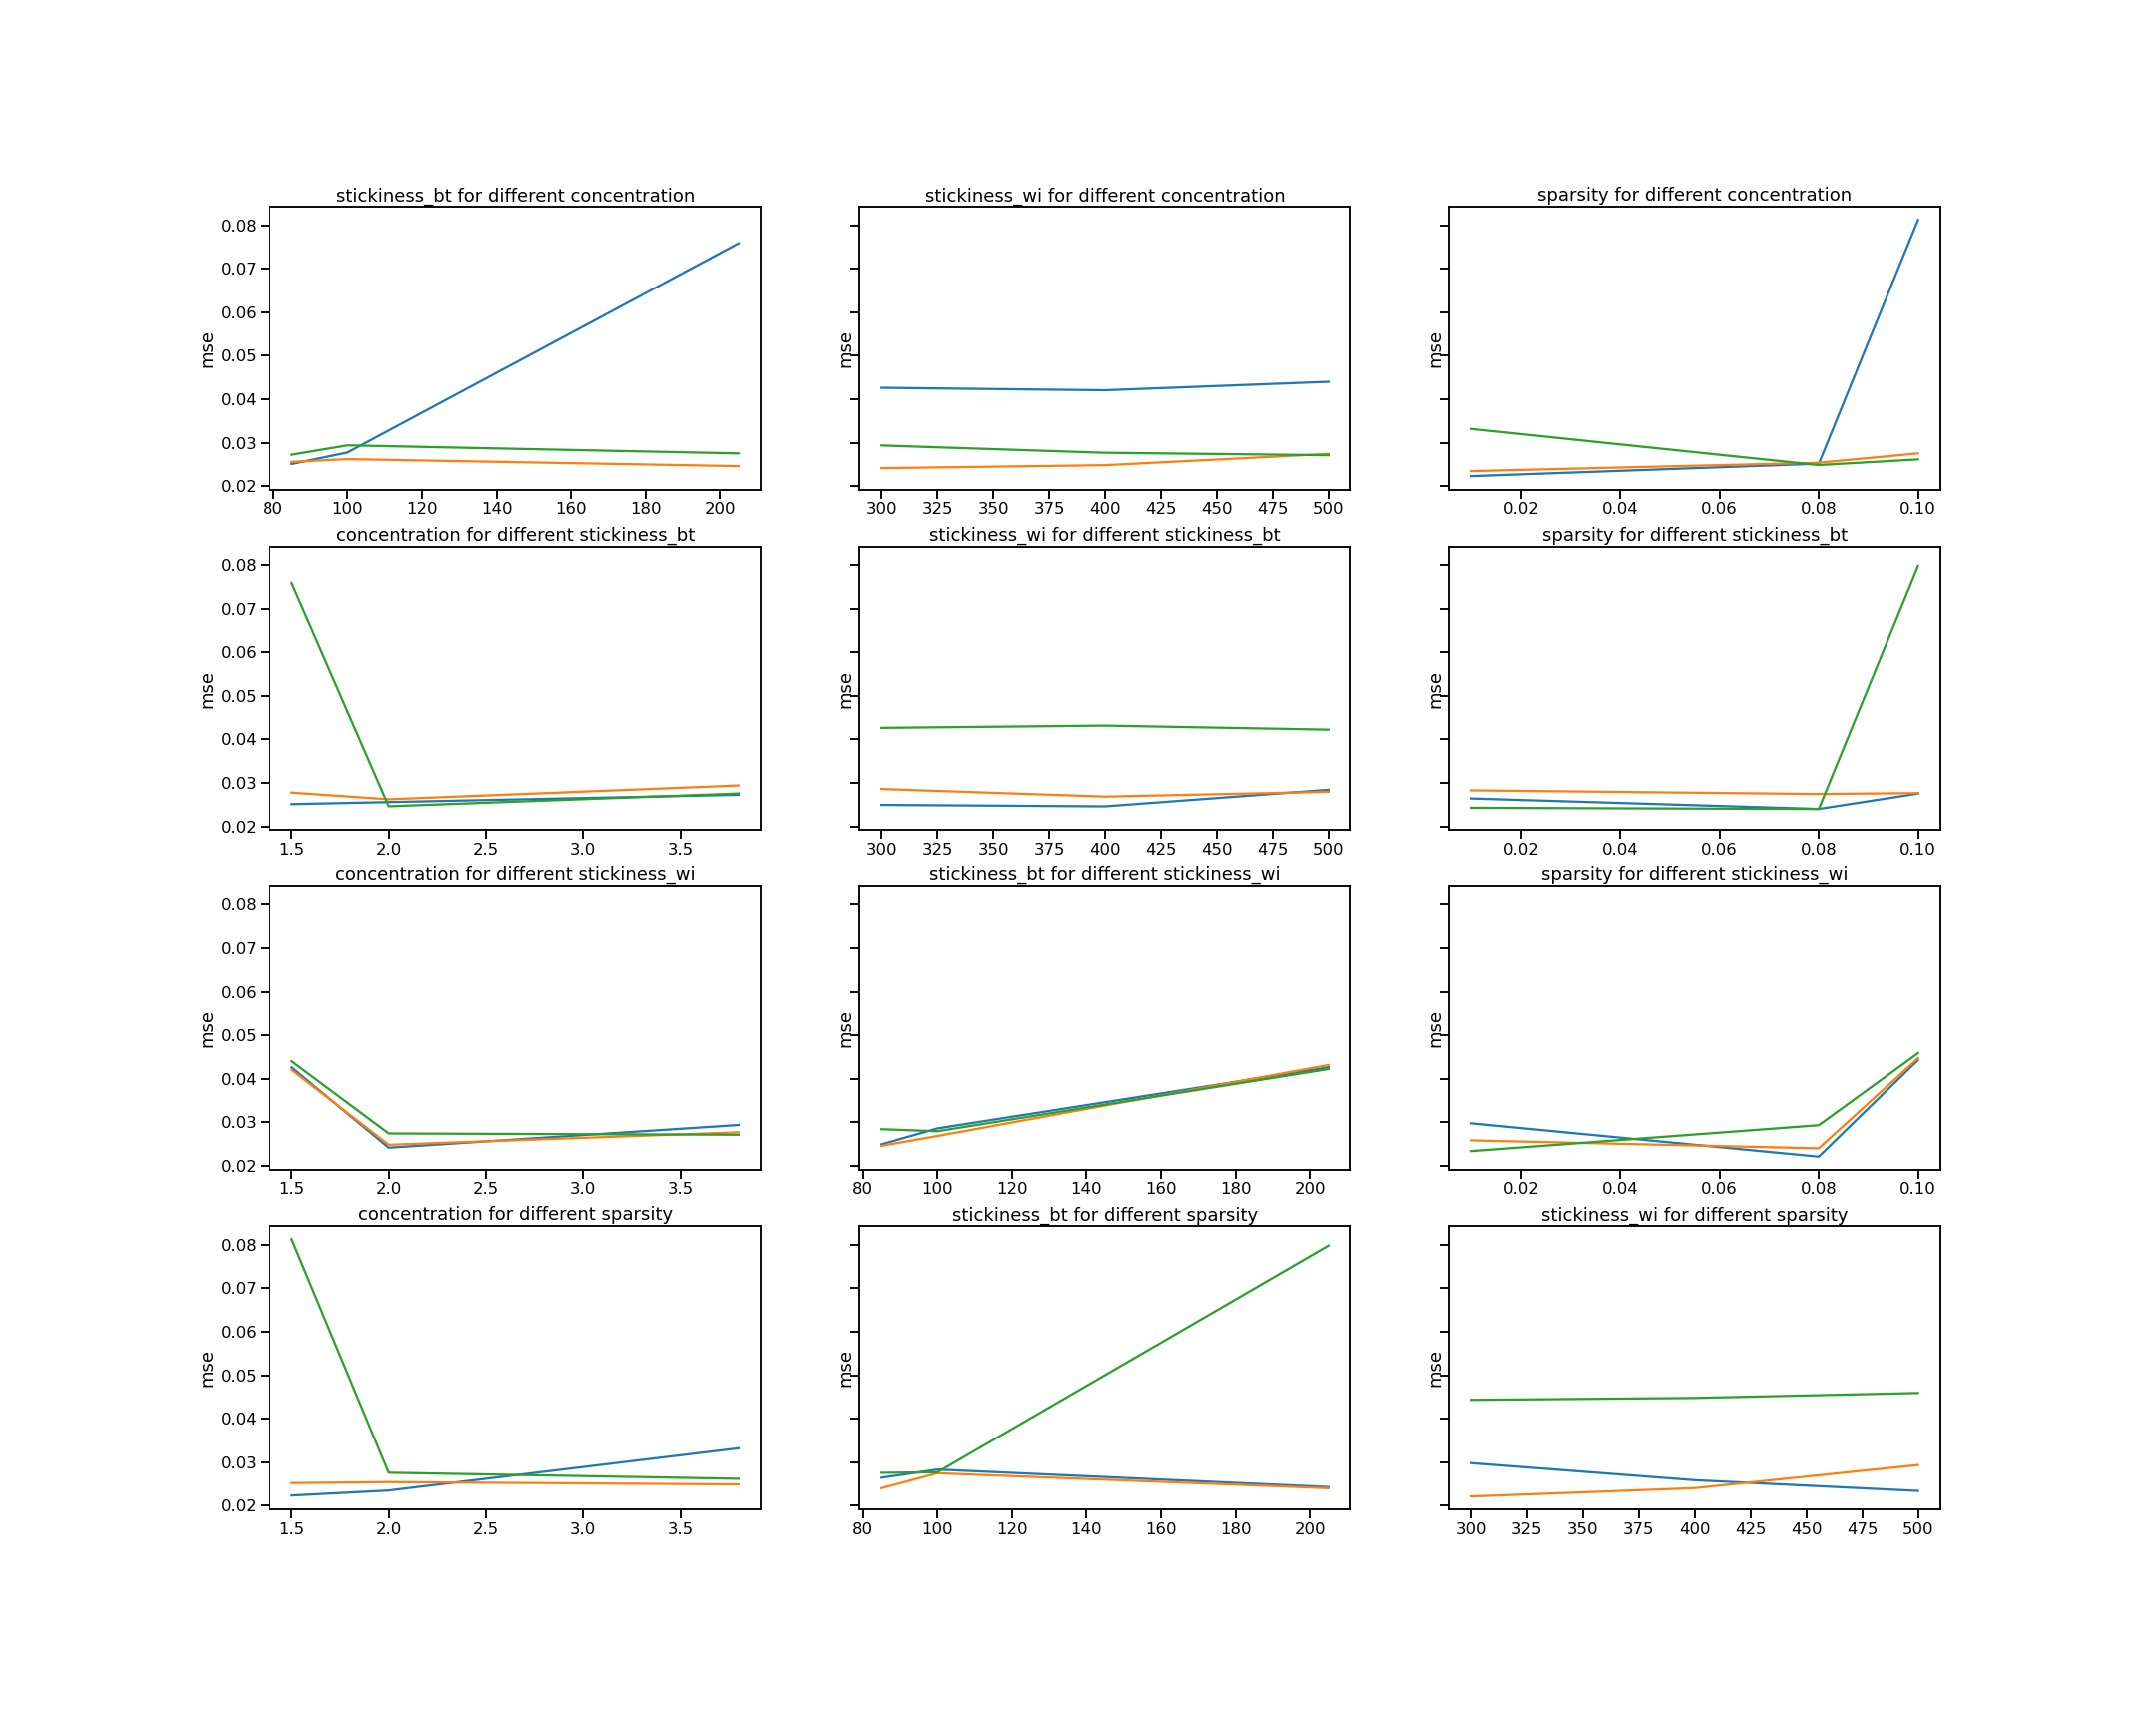 stickiness_bt for different concentration
stickiness_wi for different concentration
sparsity for different concentration
0.08
0.07
0.06
0.05
0.04
0.03
0.02
mse
mse
mse
80 100 120 140 160 180 200
300 325 350 375 400 425 450 475 500
0.02 0.04 0.06 0.08 0.10
concentration for different stickiness_bt
stickiness_wi for different stickiness_bt
sparsity for different stickiness_bt
0.08
0.07
0.06
0.05
0.04
0.03
0.02
mse
mse
mse
1.5 2.0 2.5 3.0 3.5
300 325 350 375 400 425 450 475 500
0.02 0.04 0.06 0.08 0.10
concentration for different stickiness_wi
stickiness_bt for different stickiness_wi
sparsity for different stickiness_wi
0.08
0.07
0.06
0.05
0.04
0.03
0.02
mse
mse
mse
1.5 2.0 2.5 3.0 3.5
80 100 120 140 160 180 200
0.02 0.04 0.06 0.08 0.10
concentration for different sparsity
stickiness_bt for different sparsity
stickiness_wi for different sparsity
0.08
0.07
0.06
0.05
0.04
0.03
0.02
mse
mse
mse
1.5 2.0 2.5 3.0 3.5
80 100 120 140 160 180 200
300 325 350 375 400 425 450 475 500